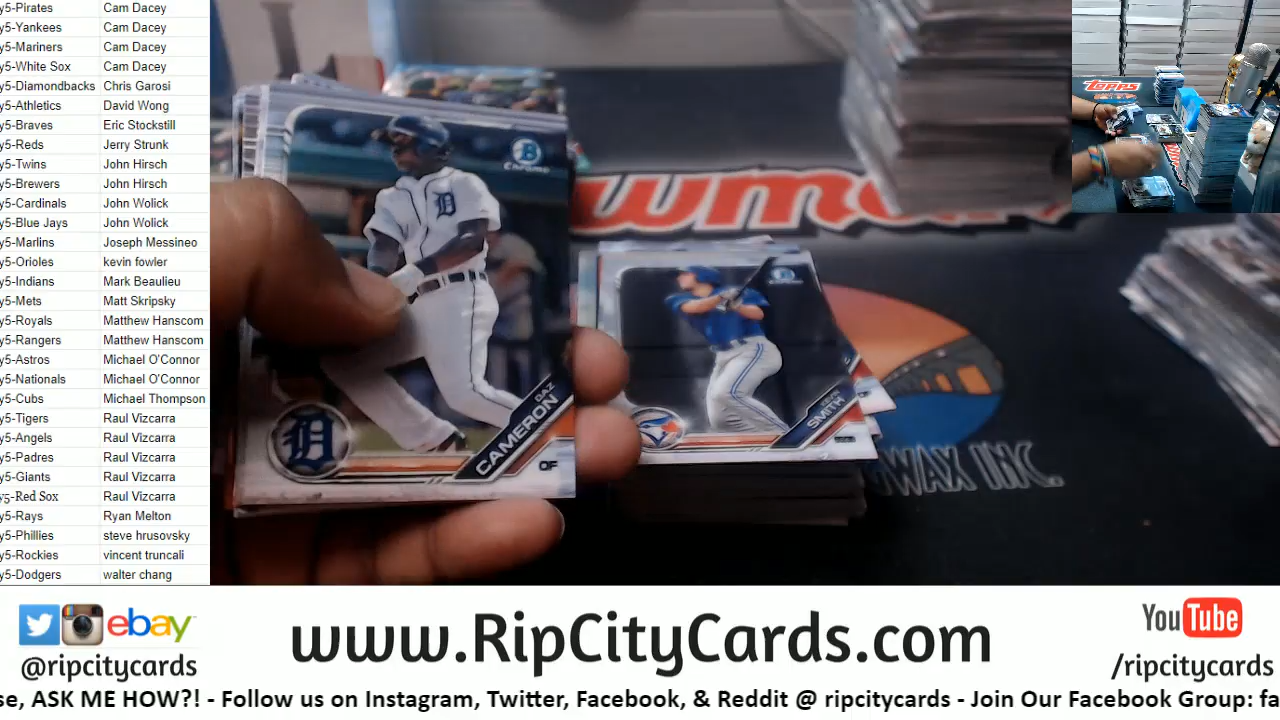 y5-Pirates Cam Dacey
y5-Yankees Cam Dacey
y5-Mariners Cam Dacey
y5-White Sox Cam Dacey
y5-Diamondbacks Chris Garosi
y5-Athletics David Wong
y5-Braves Eric Stockstill
y5-Reds Jerry Strunk
y5-Twins John Hirsch
y5-Brewers John Hirsch
y5-Cardinals John Wolick
y5-Blue Jays John Wolick
y5-Marlins Joseph Messineo
y5-Orioles kevin fowler
y5-Indians Mark Beaulieu
y5-Mets Matt Skripsky
y5-Royals Matthew Hanscom
y5-Rangers Matthew Hanscom
y5-Astros Michael O'Connor
y5-Nationals Michael O'Connor
y5-Cubs Michael Thompson
y5-Tigers Raul Vizcarra
y5-Angels Raul Vizcarra
y5-Padres Raul Vizcarra
y5-Giants Raul Vizcarra
y5-Red Sox Raul Vizcarra
y5-Rays Ryan Melton
y5-Phillies steve hrusovsky
y5-Rockies vincent truncali
y5-Dodgers walter chang
B
Chrome
D
D
DAZ
CAMERON
OF
KEVIN
SMITH
WAX INC.
TOPPS
ebay
@ripcitycards
www.RipCityCards.com
YouTube
/ripcitycards
se, ASK ME HOW?! - Follow us on Instagram, Twitter, Facebook, & Reddit @ ripcitycards - Join Our Facebook Group: fa